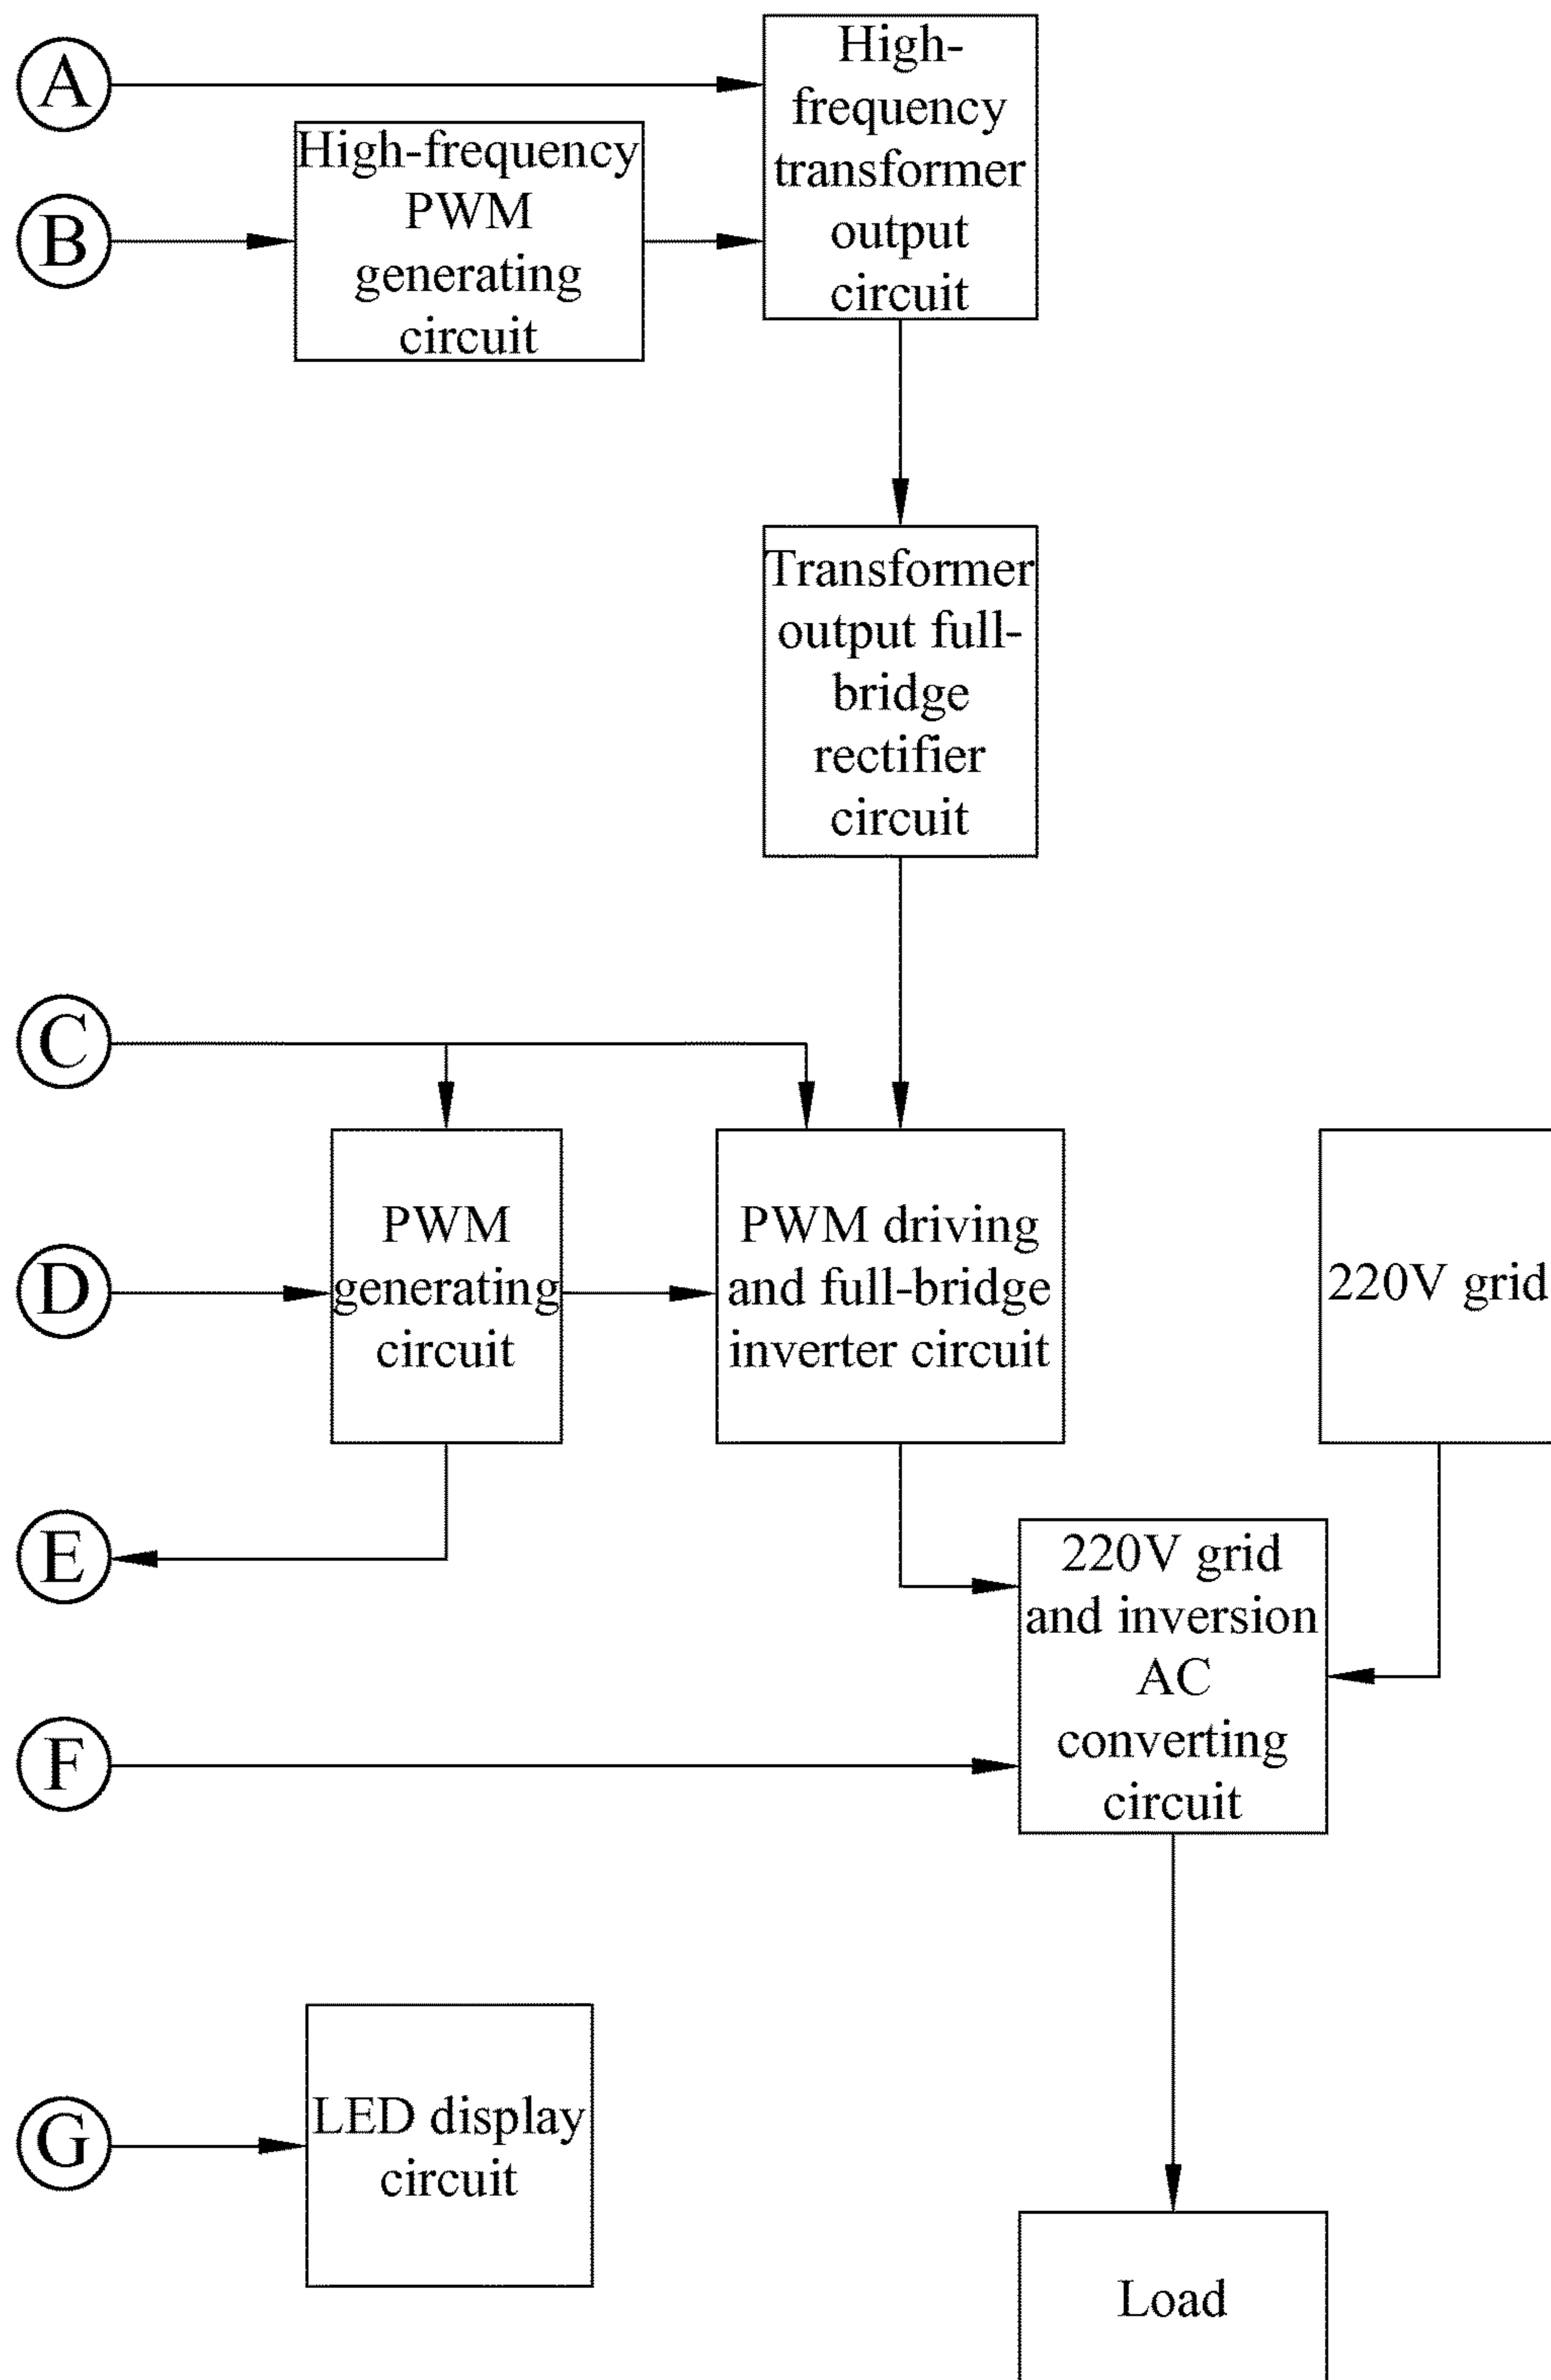 A
High-
frequency
transformer
output
circuit
B
High-frequency
PWM
generating
circuit
Transformer
output full-
bridge
rectifier
circuit
C
D
PWM
generating
circuit
PWM driving
and full-bridge
inverter circuit
220V grid
E
220V grid
and inversion
AC
converting
circuit
F
G
LED display
circuit
Load